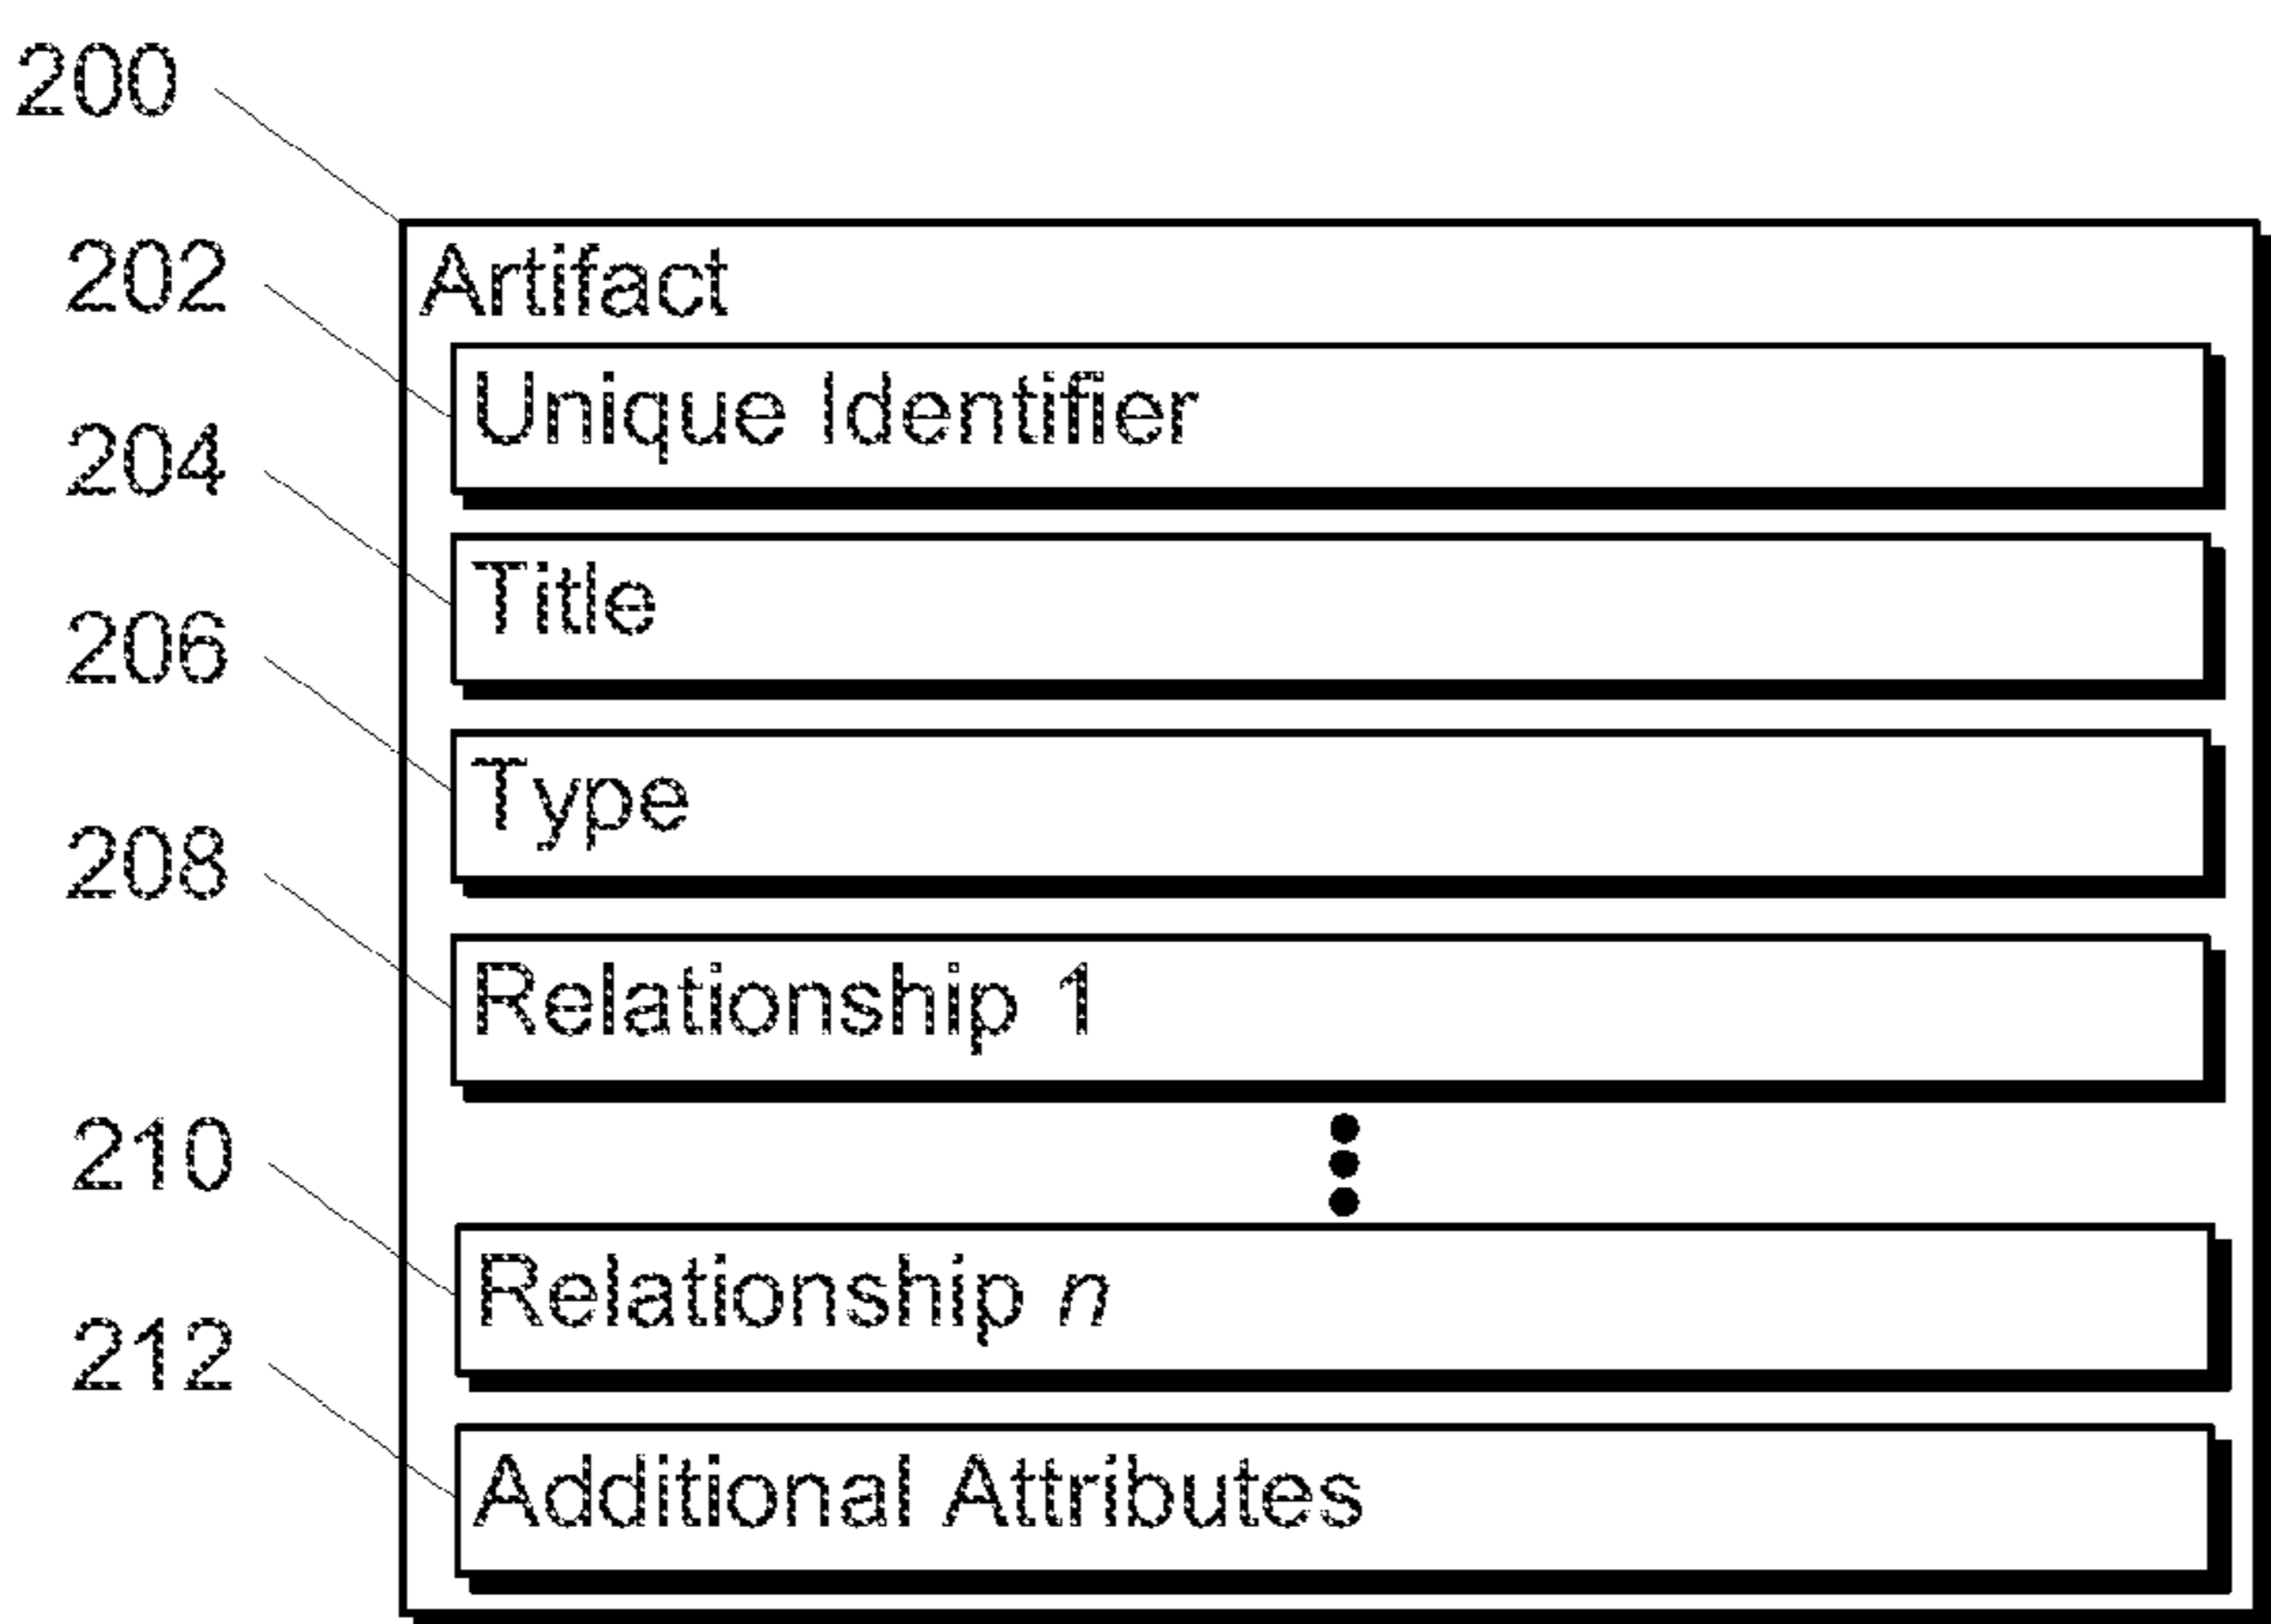 200
Artifact
202
Unique Identifier
204
Title
206
Type
208
Relationship 1
210
Relationship n
212
Additional Attributes